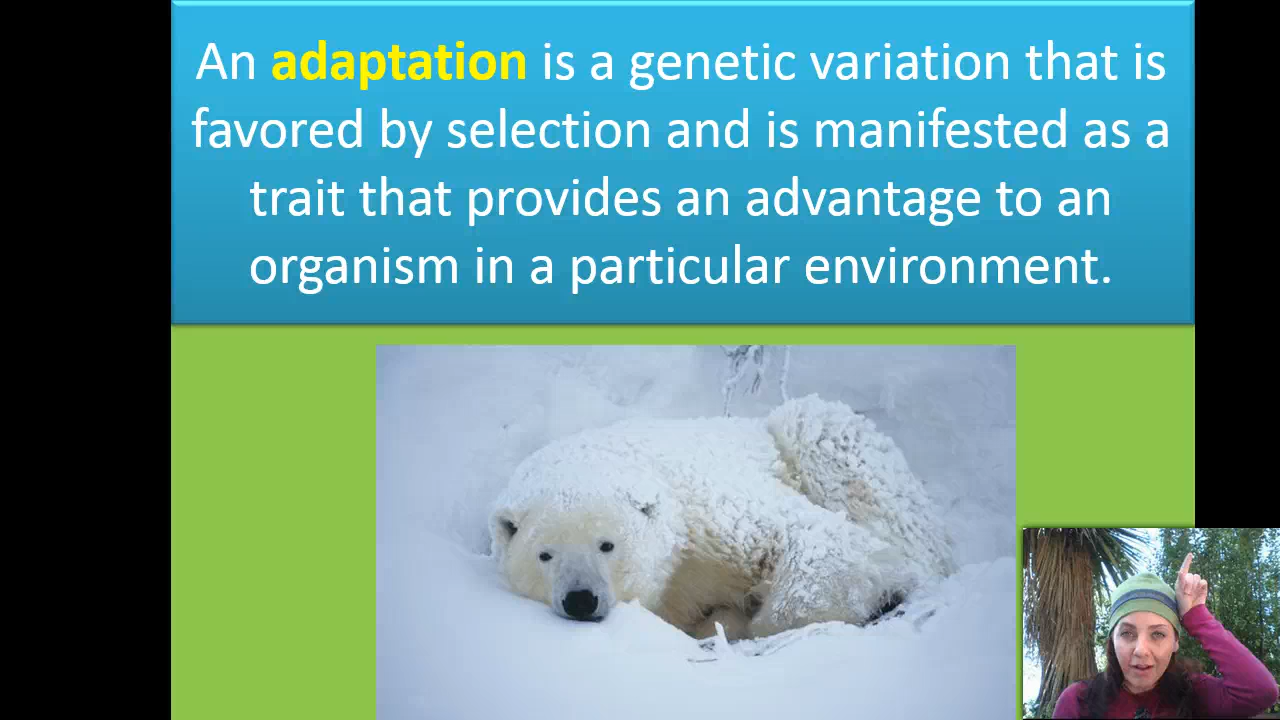 An adaptation is a genetic variation that is
favored by selection and is manifested as a
trait that provides an advantage to an
organism in a particular environment.